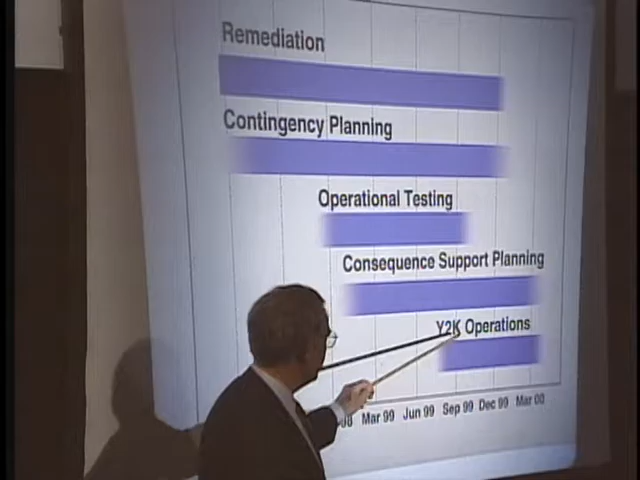 Remediation
Contingency Planning
Operational Testing
Consequence Support Planning
Y2K Operations
Mar 99 Jun 99 Sep 99 Dec 99 Mar 00